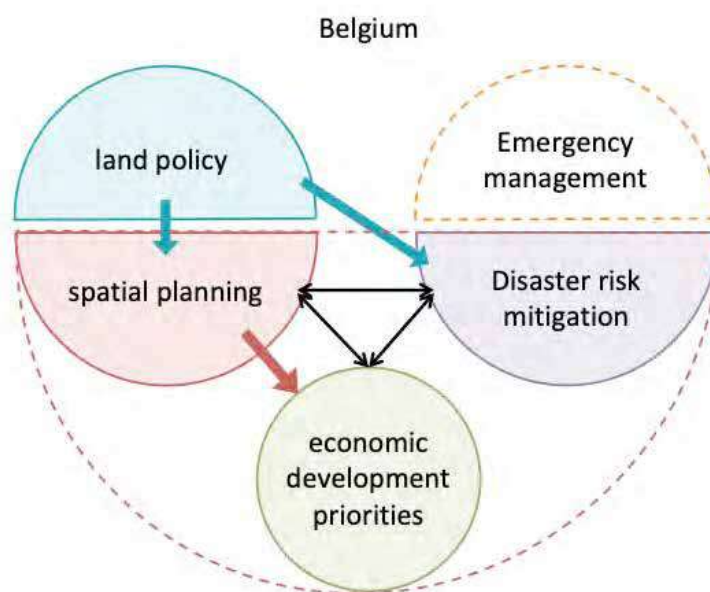 Belgium
land policy
Emergency
management
spatial planning
Disaster risk
mitigation
economic
development
priorities